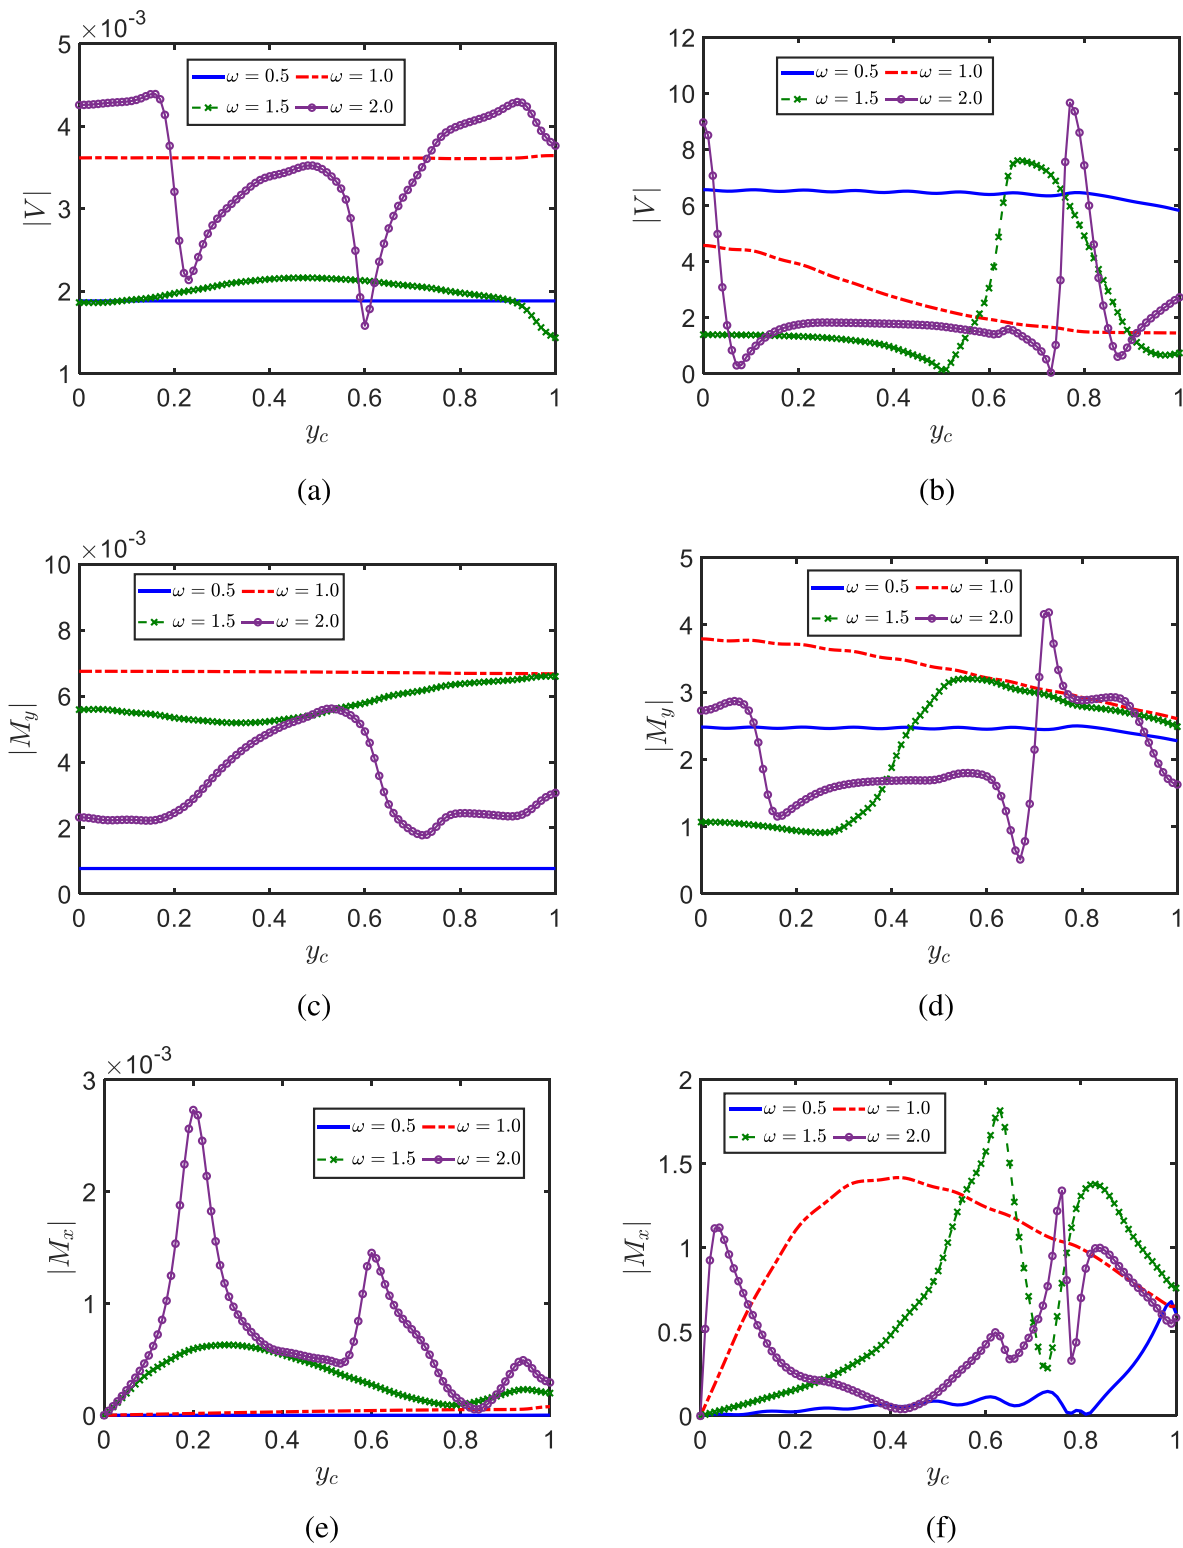 ×10⁻³
5
4
3
2
1
|V|
ω = 0.5 ω = 1.0
ω = 1.5 ω = 2.0
0 0.2 0.4 0.6 0.8 1
y_c
(a)
12
10
8
6
4
2
0
|V|
ω = 0.5 ω = 1.0
ω = 1.5 ω = 2.0
0 0.2 0.4 0.6 0.8 1
y_c
(b)
×10⁻³
10
8
6
4
2
0
|M_y|
ω = 0.5 ω = 1.0
ω = 1.5 ω = 2.0
0 0.2 0.4 0.6 0.8 1
y_c
(c)
5
4
3
2
1
0
|M_y|
ω = 0.5 ω = 1.0
ω = 1.5 ω = 2.0
0 0.2 0.4 0.6 0.8 1
y_c
(d)
×10⁻³
3
2
1
0
|M_x|
ω = 0.5 ω = 1.0
ω = 1.5 ω = 2.0
0 0.2 0.4 0.6 0.8 1
y_c
(e)
2
1.5
1
0.5
0
|M_x|
ω = 0.5 ω = 1.0
ω = 1.5 ω = 2.0
0 0.2 0.4 0.6 0.8 1
y_c
(f)